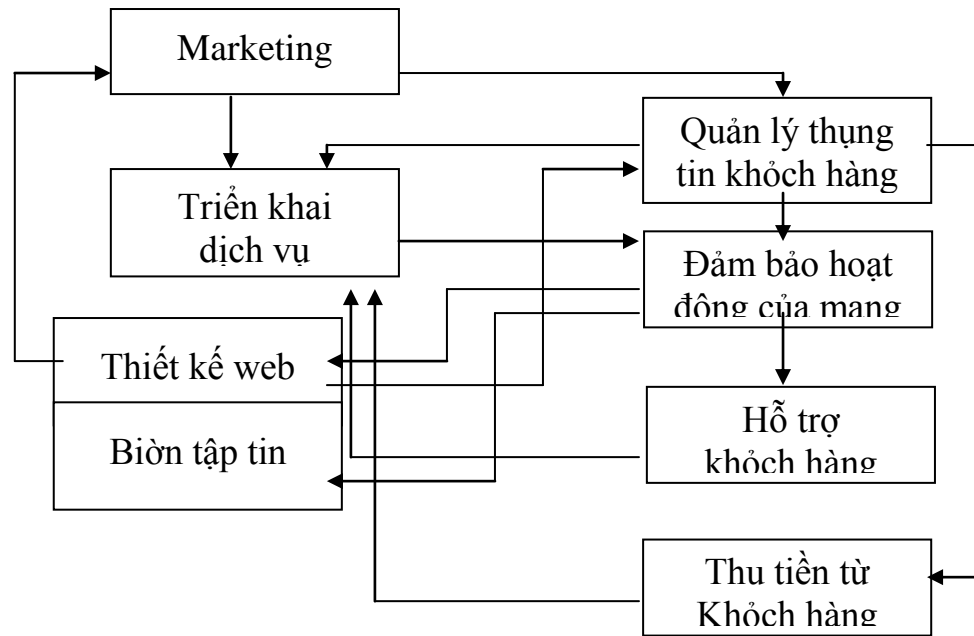 Marketing
Quản lý thụng
tin khỏch hàng
Triển khai
dịch vụ
Đảm bảo hoạt
động của mạng
Thiết kế web
Biờn tập tin
Hỗ trợ
khỏch hàng
Thu tiền từ
Khỏch hàng